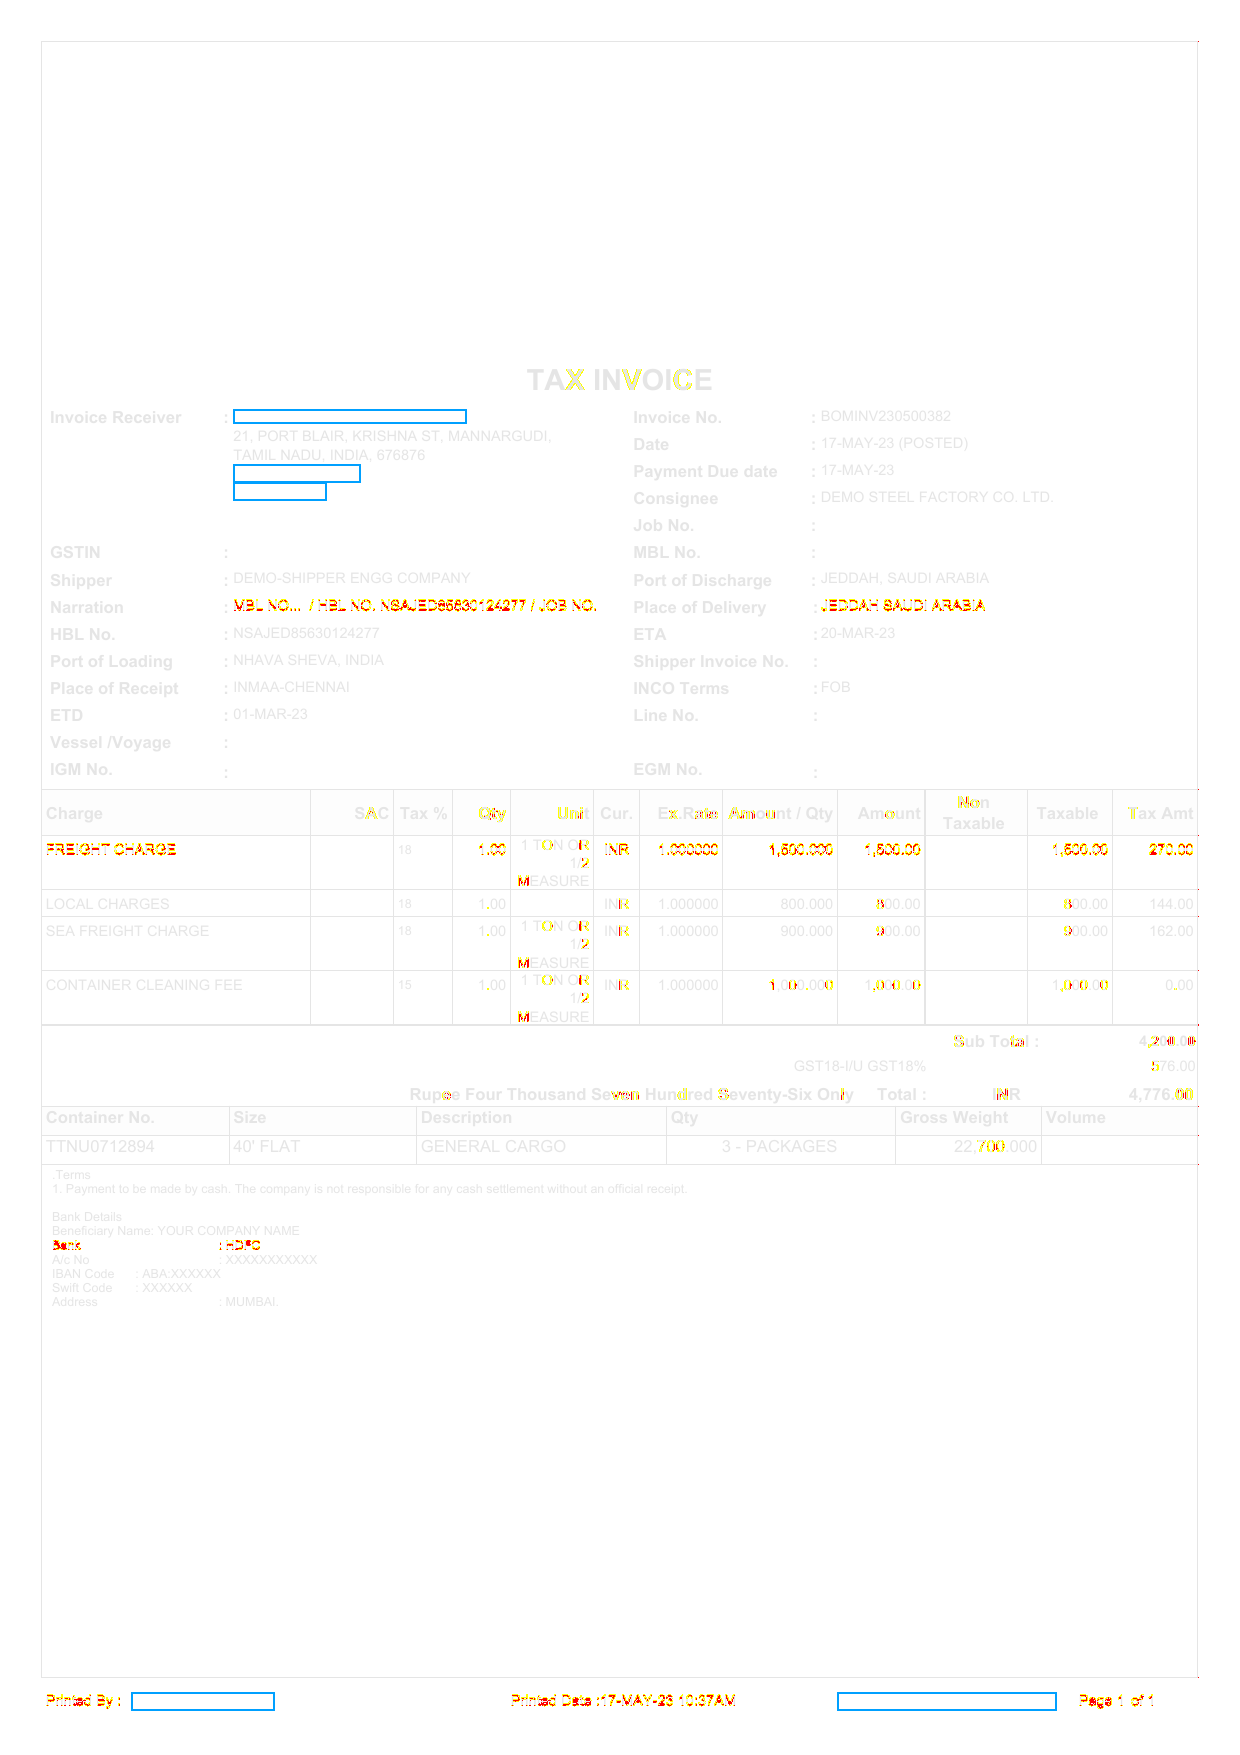 TAX INVOICE
Invoice Receiver :
21, PORT BLAIR, KRISHNA ST, MANNARGUDI,
TAMIL NADU, INDIA, 676876
Invoice No. : BOMINV230500382
Date : 17-MAY-23 (POSTED)
Payment Due date : 17-MAY-23
Consignee : DEMO STEEL FACTORY CO. LTD.
Job No. :
GSTIN : MBL No. :
Shipper : DEMO-SHIPPER ENGG COMPANY Port of Discharge : JEDDAH, SAUDI ARABIA
Narration : MBL NO... / HBL NO. NSAJED85630124277 / JOB NO. Place of Delivery : JEDDAH SAUDI ARABIA
HBL No. : NSAJED85630124277 ETA : 20-MAR-23
Port of Loading : NHAVA SHEVA, INDIA Shipper Invoice No. :
Place of Receipt : INMAA-CHENNAI INCO Terms : FOB
ETD : 01-MAR-23 Line No. :
Vessel /Voyage :
IGM No. : EGM No. :
Charge SAC Tax % Qty Unit Cur. Ex.Rate Amount / Qty Amount Non Taxable Taxable Tax Amt
FREIGHT CHARGE 18 1.00 1 TON OR 1/2 MEASURE INR 1.000000 1,500.000 1,500.00 1,500.00 270.00
LOCAL CHARGES 18 1.00 INR 1.000000 800.000 800.00 800.00 144.00
SEA FREIGHT CHARGE 18 1.00 1 TON OR 1/2 MEASURE INR 1.000000 900.000 900.00 900.00 162.00
CONTAINER CLEANING FEE 15 1.00 1 TON OR 1/2 MEASURE INR 1.000000 1,000.000 1,000.00 1,000.00 0.00
Sub Total : 4,200.00
GST18-I/U GST18% 576.00
Rupee Four Thousand Seven Hundred Seventy-Six Only Total : INR 4,776.00
Container No. Size Description Qty Gross Weight Volume
TTNU0712894 40' FLAT GENERAL CARGO 3 - PACKAGES 22,700.000
.Terms
1. Payment to be made by cash. The company is not responsible for any cash settlement without an official receipt.
Bank Details
Beneficiary Name: YOUR COMPANY NAME
Bank : HDFC
A/c No : XXXXXXXXXXX
IBAN Code : ABA:XXXXXX
Swift Code : XXXXXX
Address : MUMBAI.
Printed By : Printed Date :17-MAY-23 10:37AM Page 1 of 1